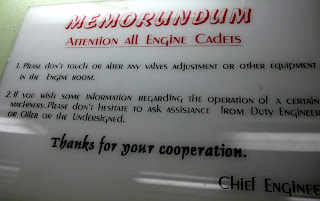 MEMORUNDUM
ATTENTION ALL ENGINE CADETS
1. PLEASE DON'T TOUCH OR ALTER ANY VALVES ADJUSTMENT OR OTHER EQUIPMENT
IN THE ENGINE ROOM.
2. IF YOU WISH SOME INFORMATION REGARDING THE OPERATION OF A CERTAIN
MACHINERY. PLEASE DON'T HESITATE TO ASK ASSISTANCE FROM DUTY ENGINEER
OR OILER OR THE UNDERSIGNED.
Thanks for your cooperation.
CHIEF ENGINEE